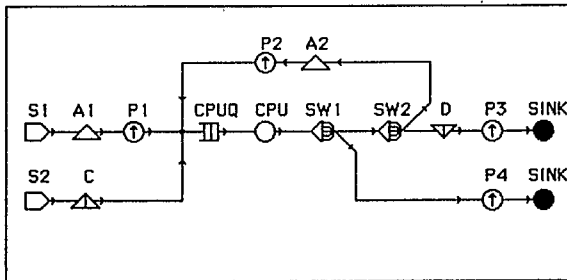 P2 A2
S1 A1 P1 CPUQ CPU SW1 SW2 D P3 SINK
S2 C P4 SINK